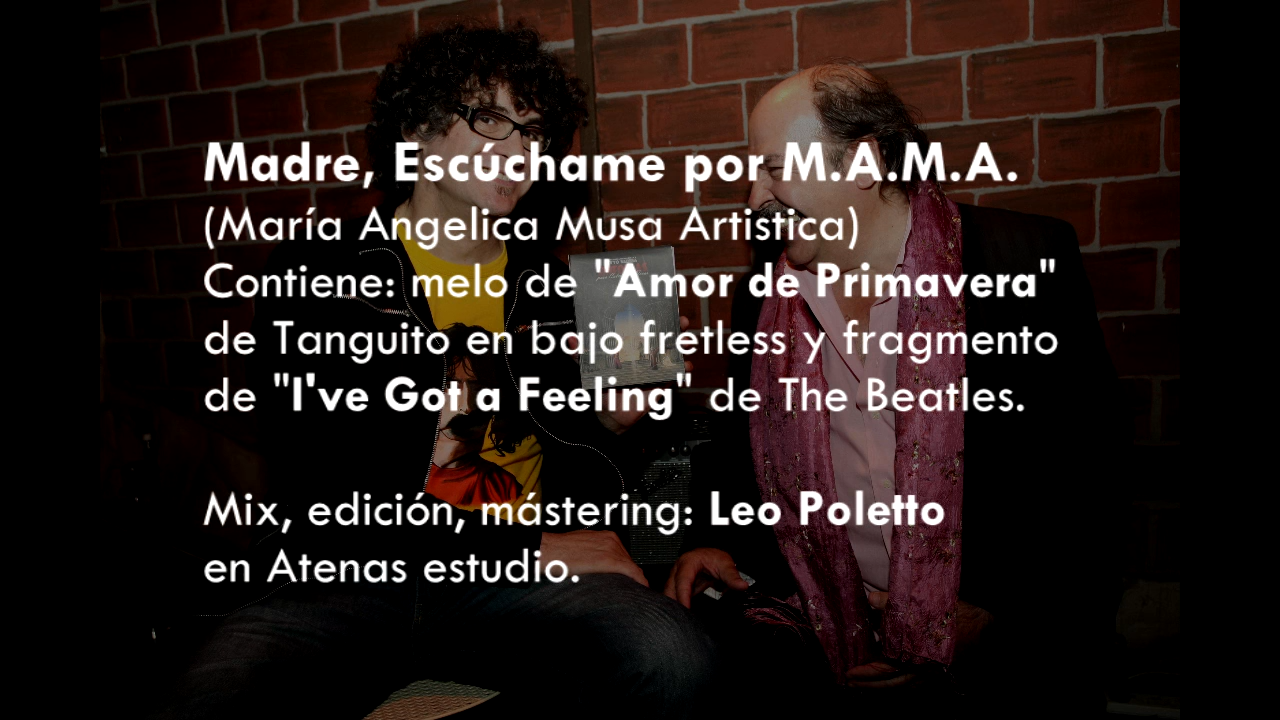 Madre, Escúchame por M.A.M.A.
(María Angelica Musa Artistica)
Contiene: melo de "Amor de Primavera"
de Tanguito en bajo fretless y fragmento
de "I've Got a Feeling" de The Beatles.
Mix, edición, mástering: Leo Poletto
en Atenas estudio.